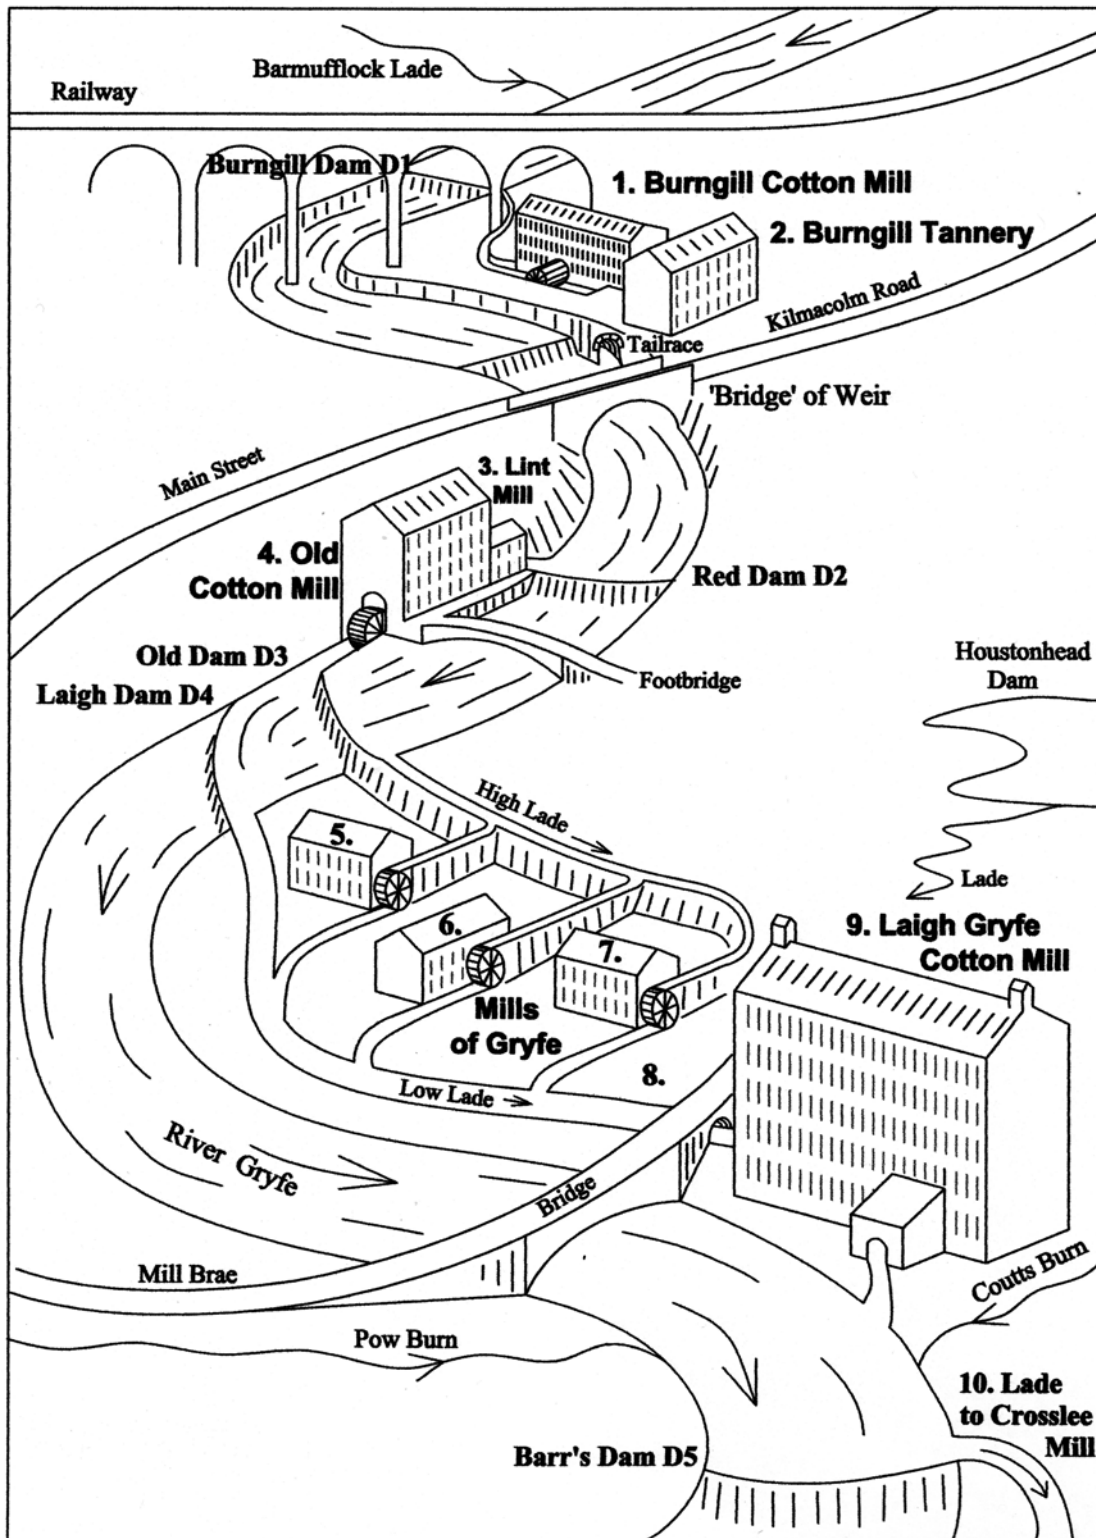 Barmufflock Lade
Railway
Burngill Dam D1
1. Burngill Cotton Mill
2. Burngill Tannery
Kilmacolm Road
Tailrace
'Bridge' of Weir
Main Street
3. Lint
Mill
4. Old
Cotton Mill
Red Dam D2
Old Dam D3
Laigh Dam D4
Footbridge
Houstonhead
Dam
High Lade
5.
Lade
6.
7.
9. Laigh Gryfe
Cotton Mill
Mills
of Gryfe
8.
Low Lade
River Gryfe
Bridge
Mill Brae
Coutts Burn
Pow Burn
10. Lade
to Crosslee
Mill
Barr's Dam D5